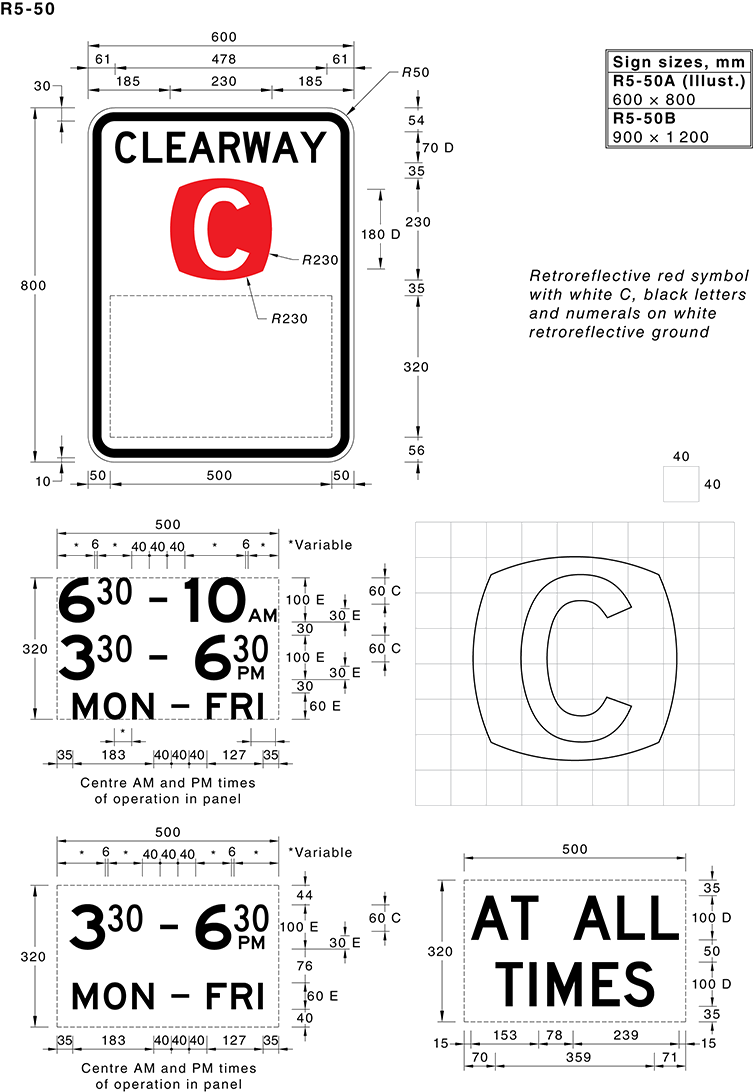 R5-50
600
61 478 61
185 230 185
R50
30
54
70 D
35
230
180 D
35
320
56
800
10
50 500 50
CLEARWAY
C
R230
R230
Sign sizes, mm
R5-50A (Illust.)
600 × 800
R5-50B
900 × 1 200
Retroreflective red symbol
with white C, black letters
and numerals on white
retroreflective ground
40
40
500
* 6 * 40 40 40 * 6 *
*Variable
320
6 30 – 10 AM
3 30 – 6 30 PM
MON – FRI
100 E
30 E
30
100 E
30 E
30
60 E
60 C
60 C
*
35 183 40 40 40 127 35
Centre AM and PM times
of operation in panel
C
500
* 6 * 40 40 40 * 6 *
*Variable
320
3 30 – 6 30 PM
MON – FRI
44
100 E
30 E
76
60 E
40
60 C
35 183 40 40 40 127 35
Centre AM and PM times
of operation in panel
500
320
AT ALL
TIMES
35
100 D
50
100 D
35
15 153 78 239 15
70 359 71